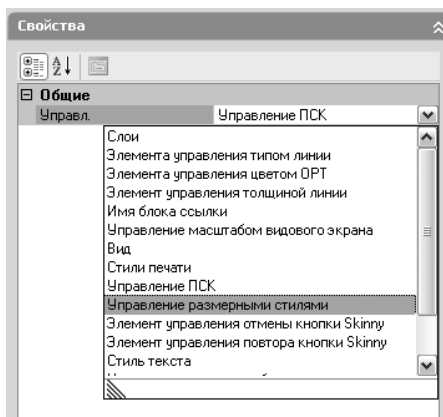 Свойства
Общие
Управл. Управление ПСК
Слои
Элемента управления типом линии
Элемента управления цветом OPT
Элемент управления толщиной линии
Имя блока ссылки
Управление масштабом видового экрана
Вид
Стили печати
Управление ПСК
Управление размерными стилями
Элемент управления отмены кнопки Skinny
Элемент управления повтора кнопки Skinny
Стиль текста